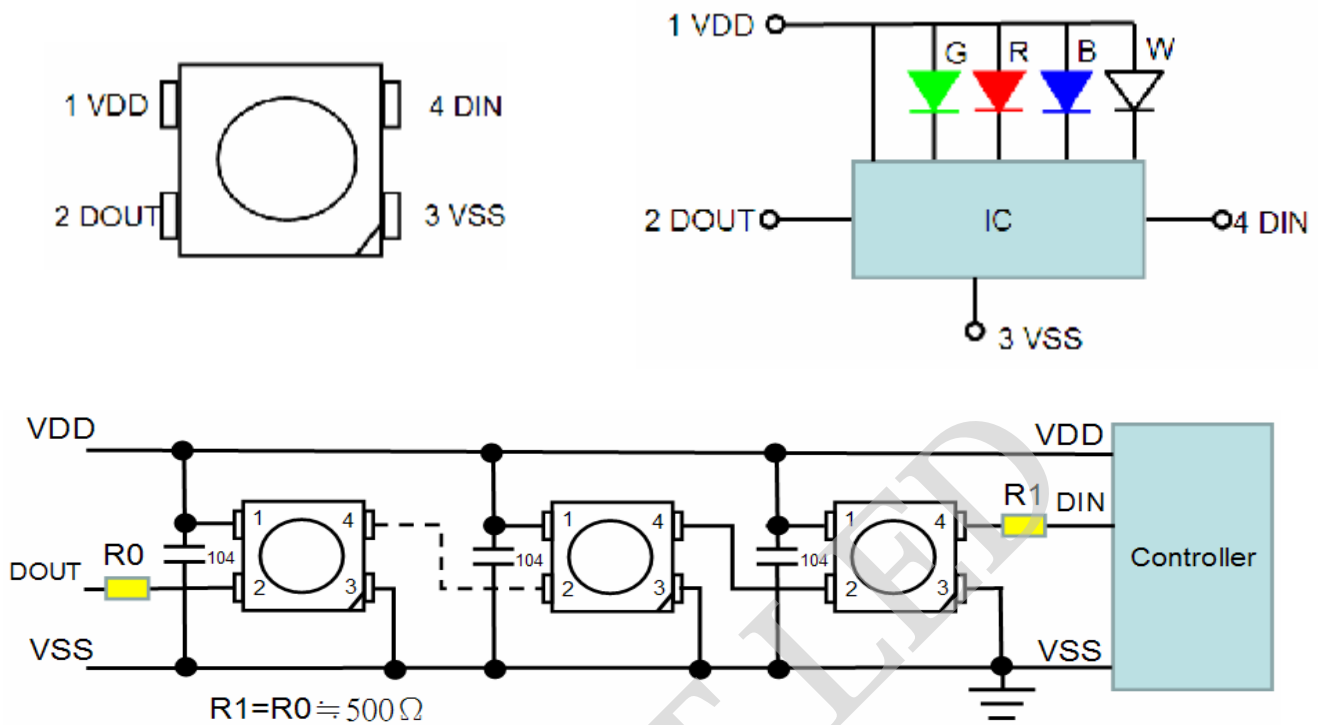 1 VDD
4 DIN
2 DOUT
3 VSS
1 VDD
G
R
B
W
2 DOUT
IC
4 DIN
3 VSS
VDD
VDD
1
4
1
4
1
4
R1
DIN
R0
104
104
104
Controller
DOUT
2
3
2
3
2
3
VSS
VSS
R1=R0≒500Ω